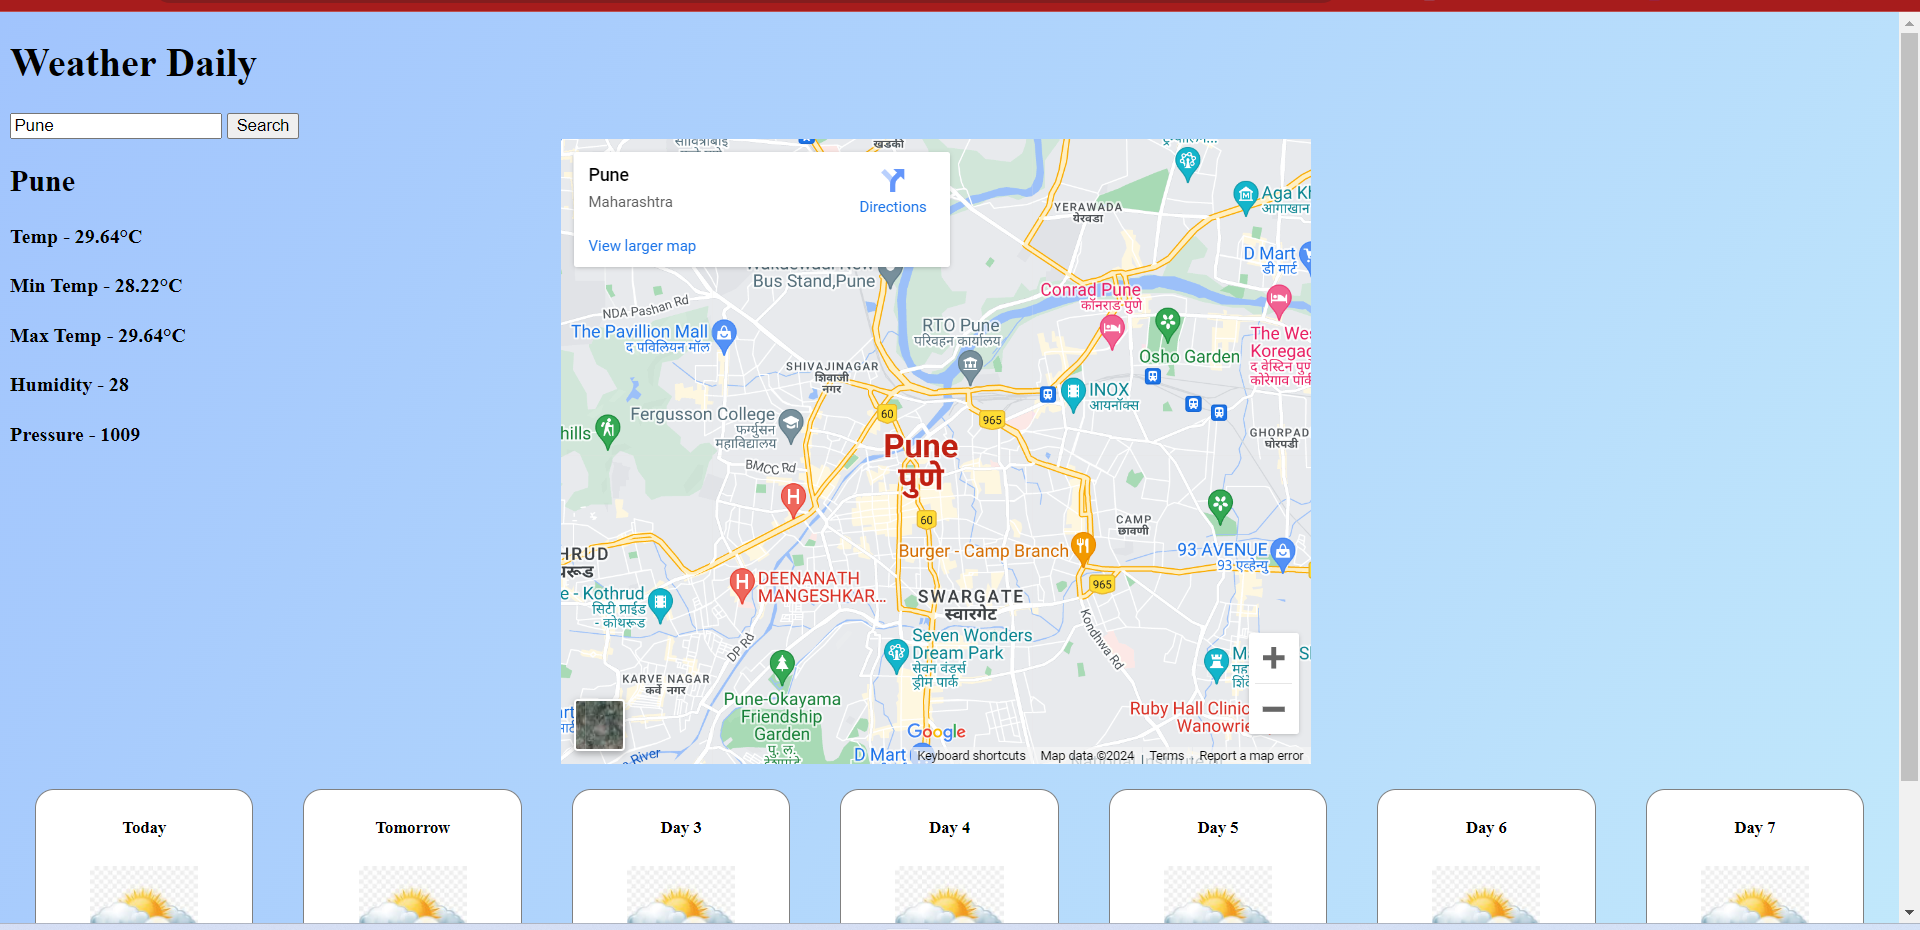 Weather Daily
Pune
Search
Pune
Temp - 29.64°C
Min Temp - 28.22°C
Max Temp - 29.64°C
Humidity - 28
Pressure - 1009
Pune
Maharashtra
Directions
View larger map
खडकी
YERAWADA
येरवडा
Aga Kh
आगाखान
D Mart
डी मार्ट
Bus Stand,Pune
NDA Pashan Rd
Conrad Pune
कॉनराड पुणे
The Pavillion Mall
द पविलियन मॉल
RTO Pune
परिवहन कार्यालय
The Wes
Koregac
द वेस्टिन पुणे
कोरेगाव पार्क
Osho Garden
SHIVAJINAGAR
शिवाजी
नगर
INOX
आयनॉक्स
60
965
Fergusson College
फर्ग्युसन
महाविद्यालय
hills
GHORPAD
घोरपडी
BMCC Rd
Pune
पुणे
60
CAMP
छावणी
Burger - Camp Branch
93 AVENUE
93 एव्हेन्यु
HRUD
थरूड
DEENANATH
MANGESHKAR...
965
e - Kothrud
सिटी प्राईड
- कोथरूड
SWARGATE
स्वारगेट
Kondhwa Rd
DP Rd
Seven Wonders
Dream Park
सेवन वंडर्स
ड्रीम पार्क
KARVE NAGAR
कर्वे नगर
Pune-Okayama
Friendship
Garden
पु. ल.
Ruby Hall Clinic
Wanowrie
Google
River
D Mart
Keyboard shortcuts
Map data ©2024
Terms
Report a map error
Today
Tomorrow
Day 3
Day 4
Day 5
Day 6
Day 7